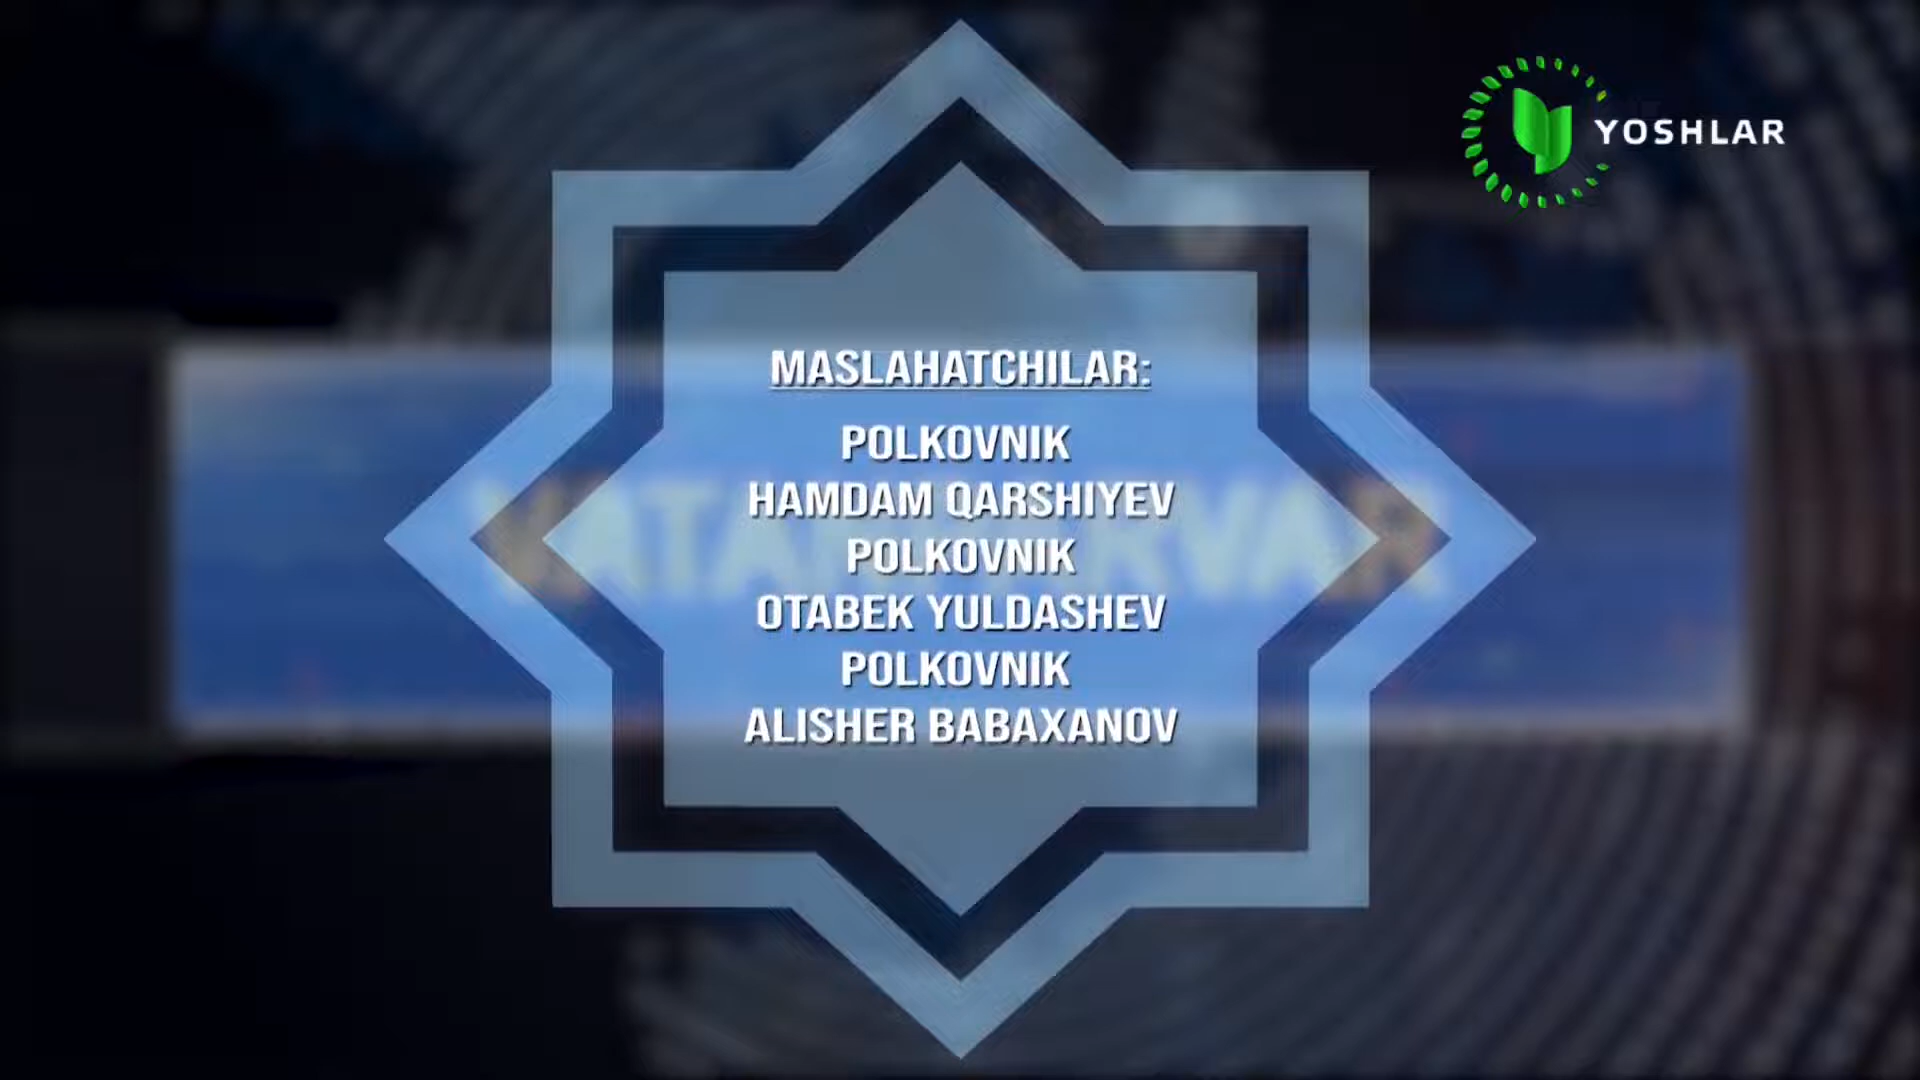 YOSHLAR
MASLAHATCHILAR:
POLKOVNIK
HAMDAM QARSHIYEV
POLKOVNIK
OTABEK YULDASHEV
POLKOVNIK
ALISHER BABAXANOV